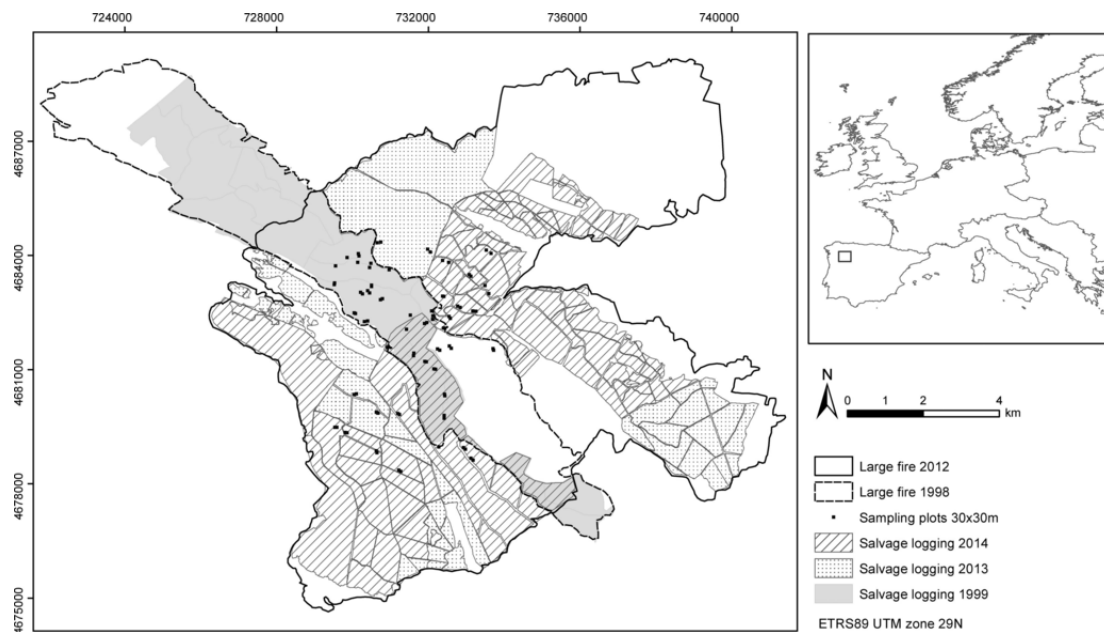 724000 728000 732000 736000 740000
4687000
4684000
4681000
4678000
4675000
N
0 2 4
km
Large fire 2012
Large fire 1998
Sampling plots 30x30m
Salvage logging 2014
Salvage logging 2013
Salvage logging 1999
ETRS89 UTM zone 29N